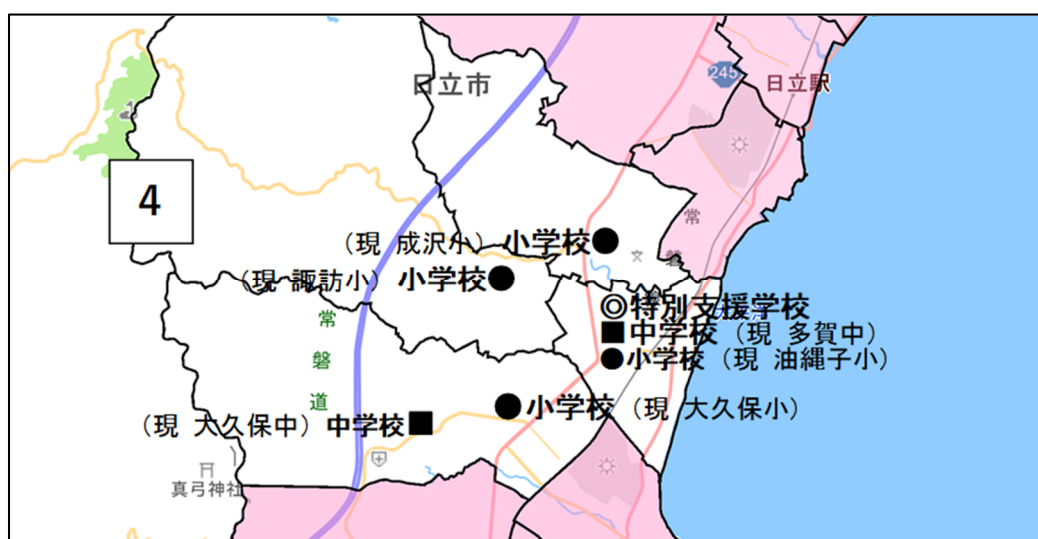 日立市
245
日立駅
4
常
(現 成沢小) 小学校●
磐
(現 諏訪小) 小学校●
◎特別支援学校
常
磐
道
■中学校 (現 多賀中)
●小学校 (現 油縄子小)
●小学校 (現 大久保小)
(現 大久保中) 中学校■
真弓神社